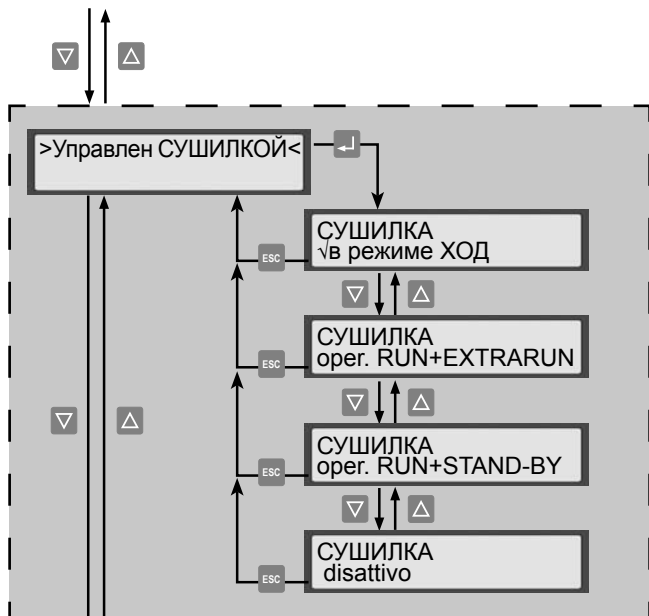 >Управлен СУШИЛКОЙ<
СУШИЛКА
√в режиме ХОД
ESC
СУШИЛКА
oper. RUN+EXTRARUN
ESC
СУШИЛКА
oper. RUN+STAND-BY
ESC
СУШИЛКА
disattivo
ESC